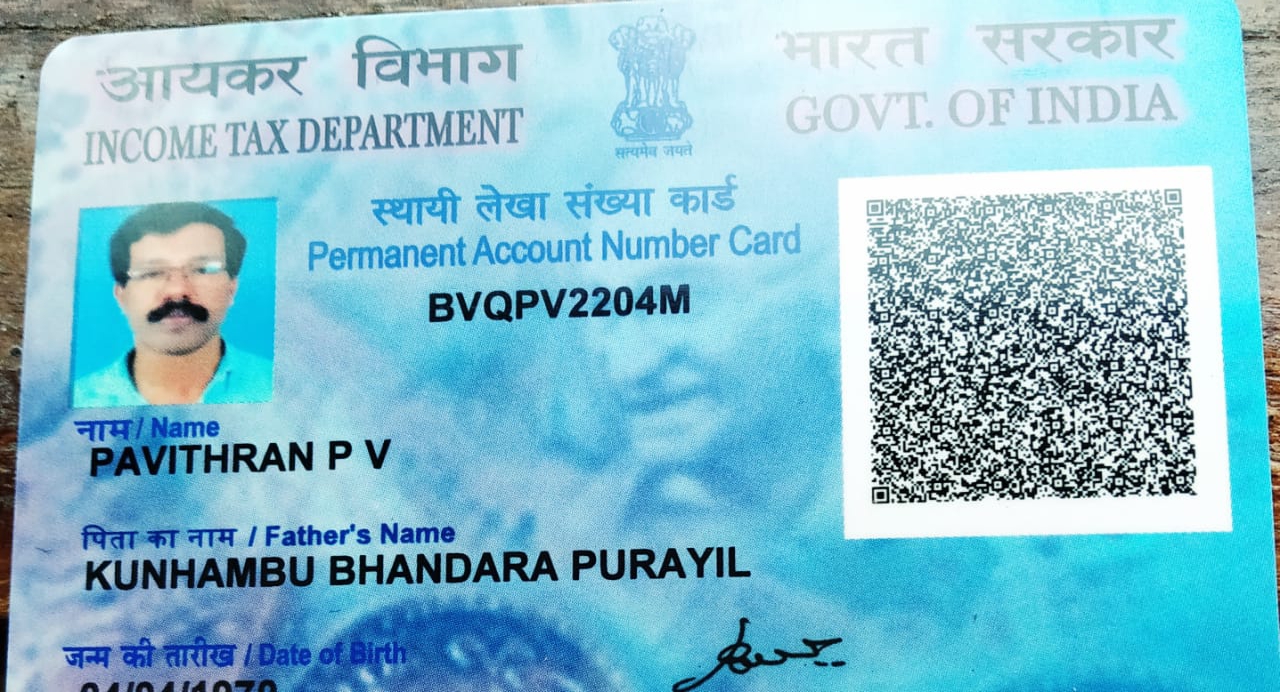 आयकर विभाग
INCOME TAX DEPARTMENT
भारत सरकार
GOVT. OF INDIA
सत्यमेव जयते
स्थायी लेखा संख्या कार्ड
Permanent Account Number Card
BVQPV2204M
नाम / Name
PAVITHRAN P V
पिता का नाम / Father's Name
KUNHAMBU BHANDARA PURAYIL
जन्म की तारीख / Date of Birth